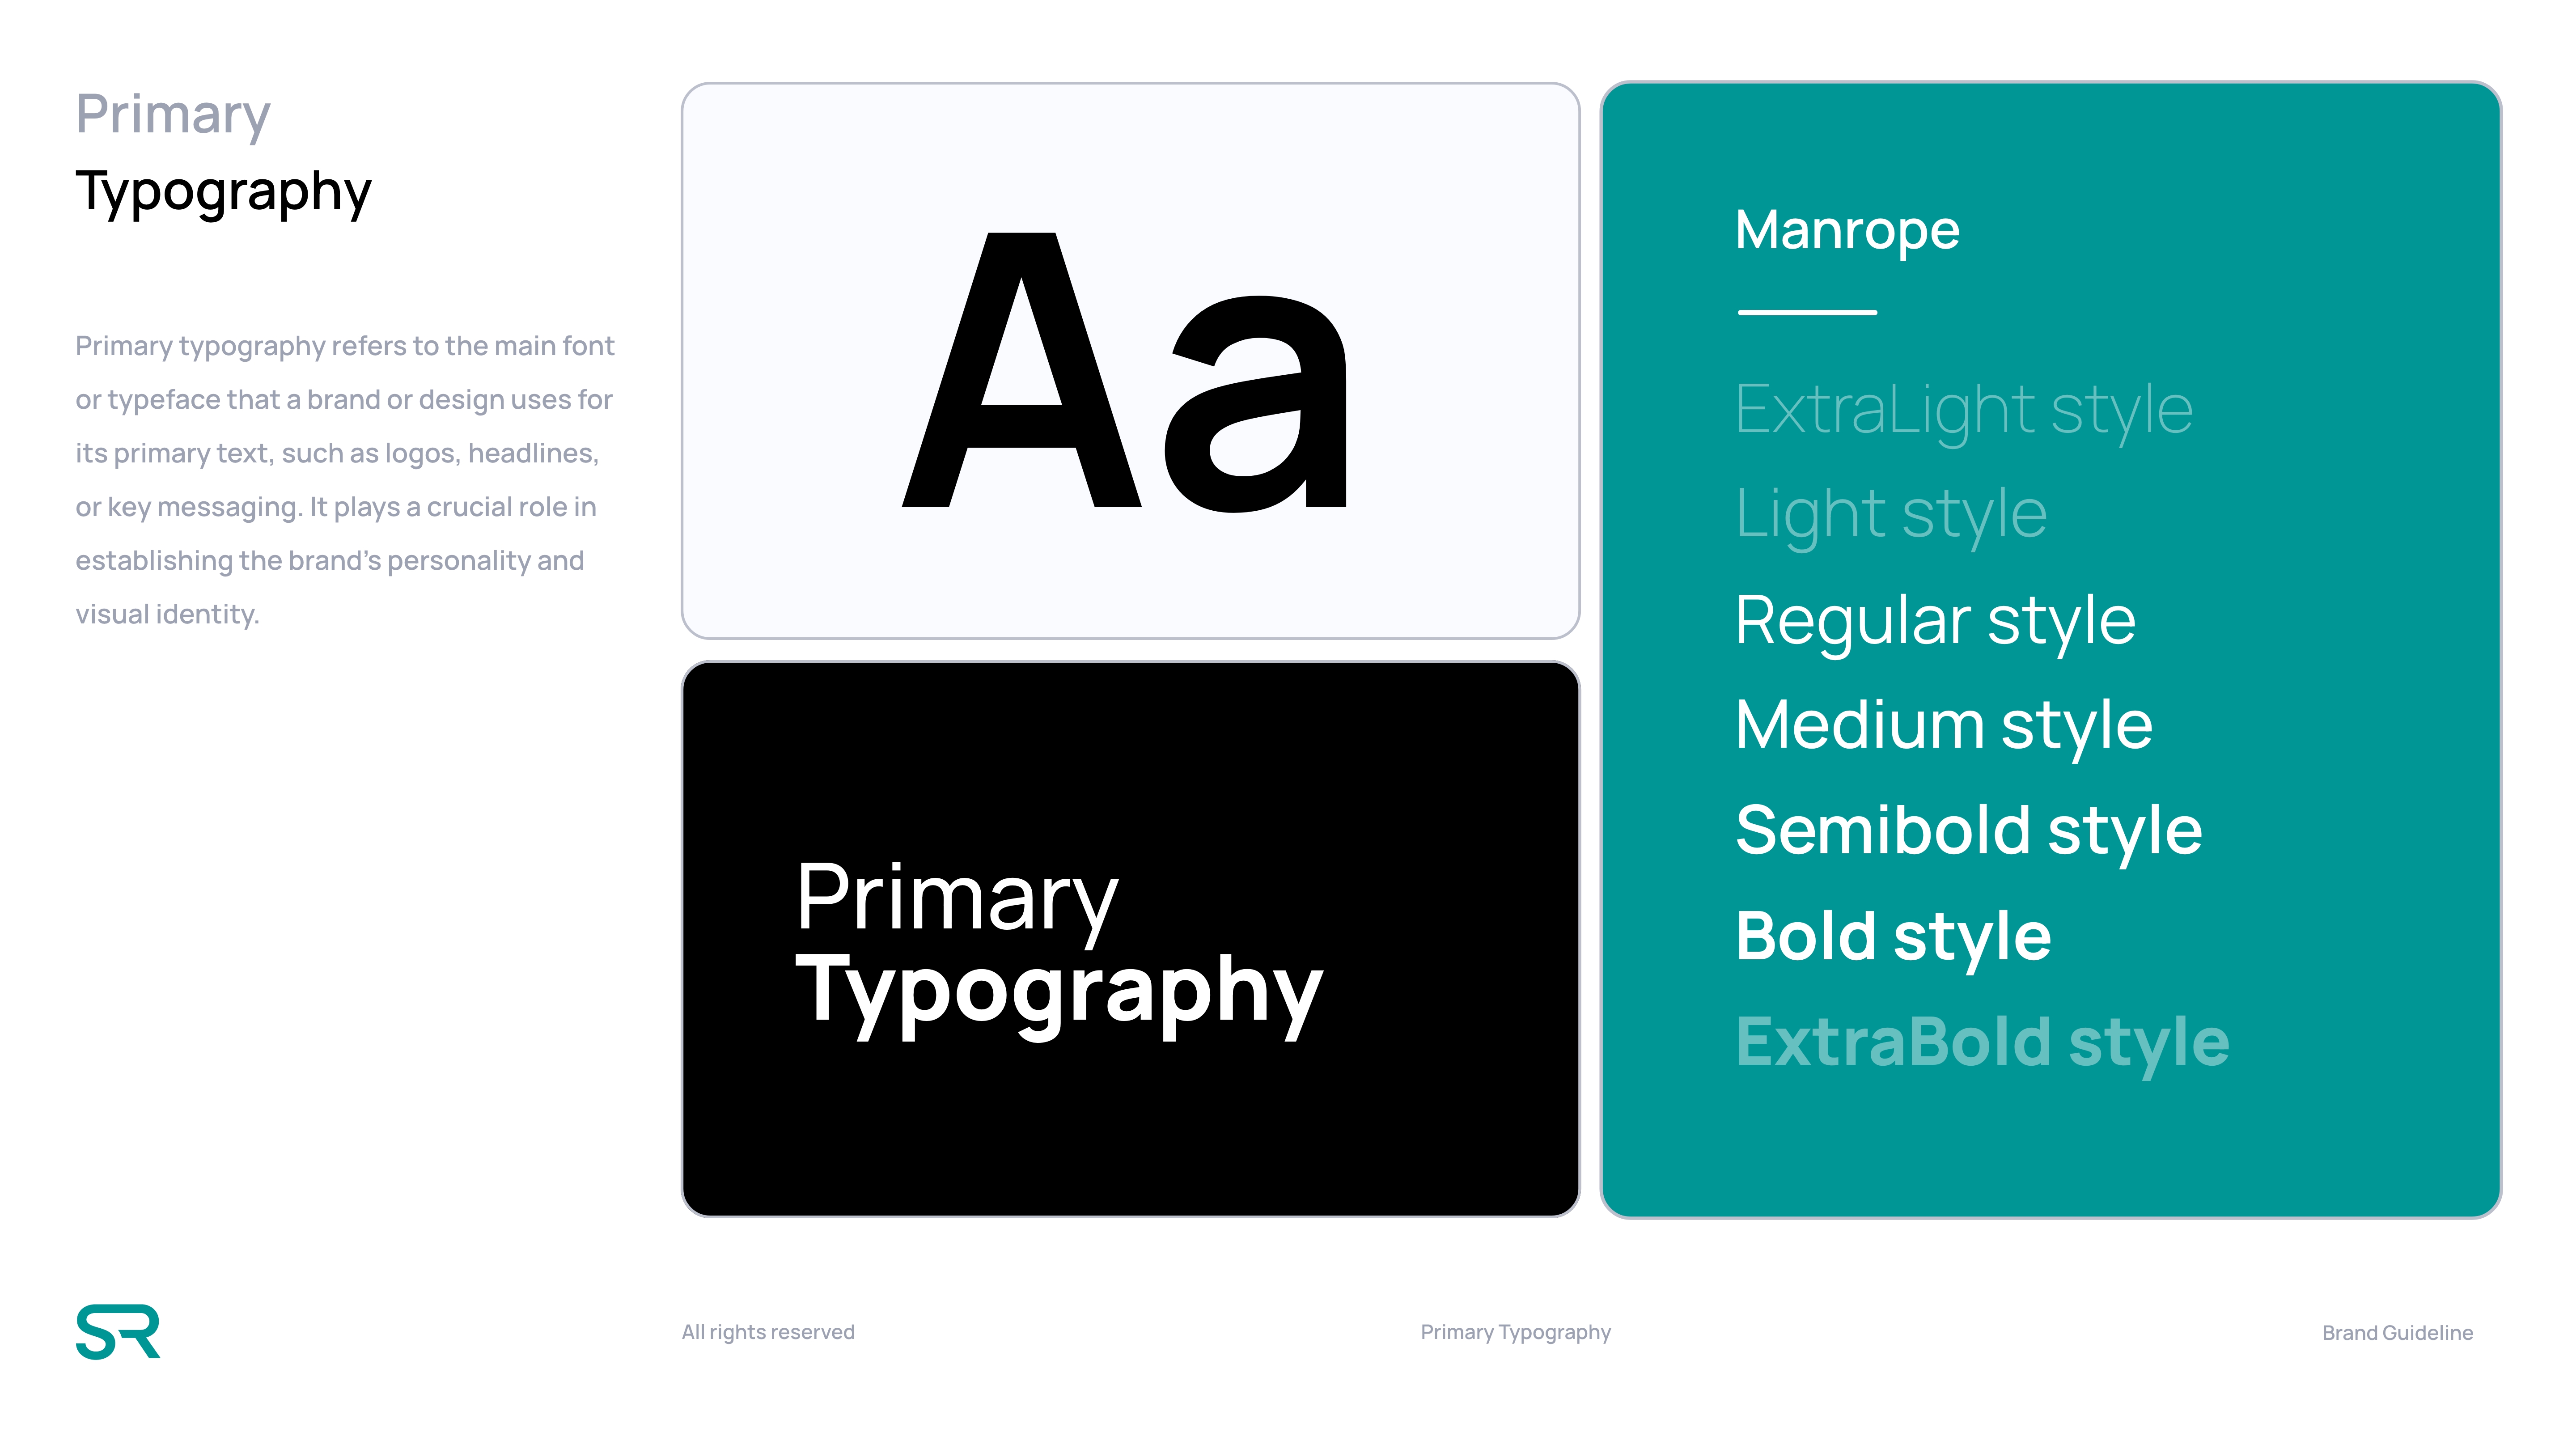 Primary
Typography
Primary typography refers to the main font
or typeface that a brand or design uses for
its primary text, such as logos, headlines,
or key messaging. It plays a crucial role in
establishing the brand’s personality and
visual identity.
Aa
Primary
Typography
Manrope
ExtraLight style
Light style
Regular style
Medium style
Semibold style
Bold style
ExtraBold style
SR
All rights reserved
Primary Typography
Brand Guideline